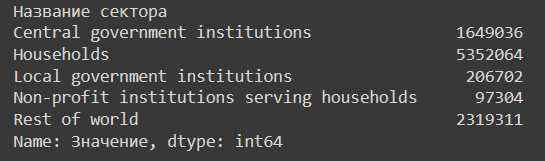 Название сектора
Central government institutions 1649036
Households 5352064
Local government institutions 206702
Non-profit institutions serving households 97304
Rest of world 2319311
Name: Значение, dtype: int64